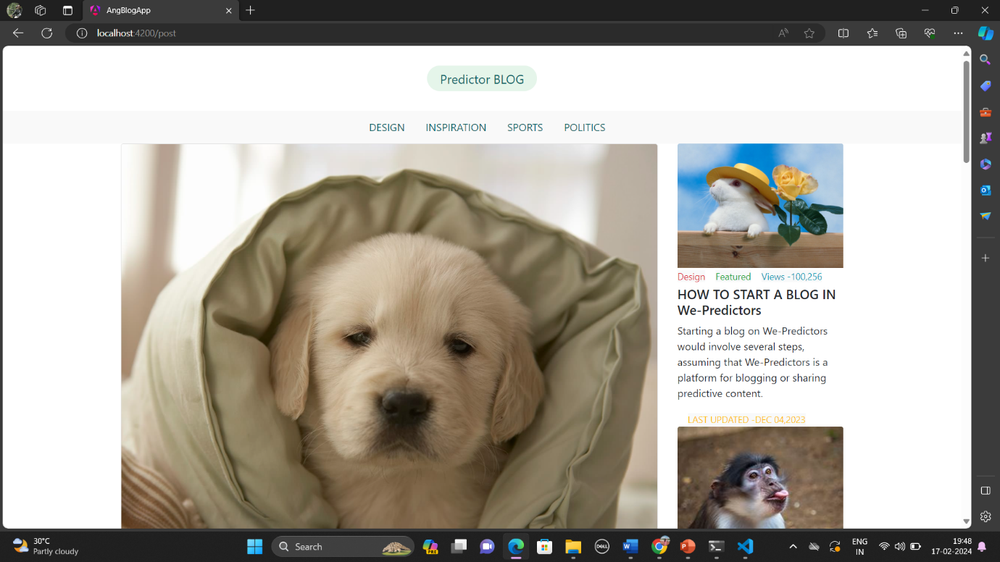 AngBlogApp
localhost:4200/post
Predictor BLOG
DESIGN INSPIRATION SPORTS POLITICS
Design Featured Views -100,256
HOW TO START A BLOG IN
We-Predictors
Starting a blog on We-Predictors
would involve several steps,
assuming that We-Predictors is a
platform for blogging or sharing
predictive content.
LAST UPDATED -DEC 04,2023
30°C
Partly cloudy
Search
PRE
DELL
ENG
IN
19:48
17-02-2024